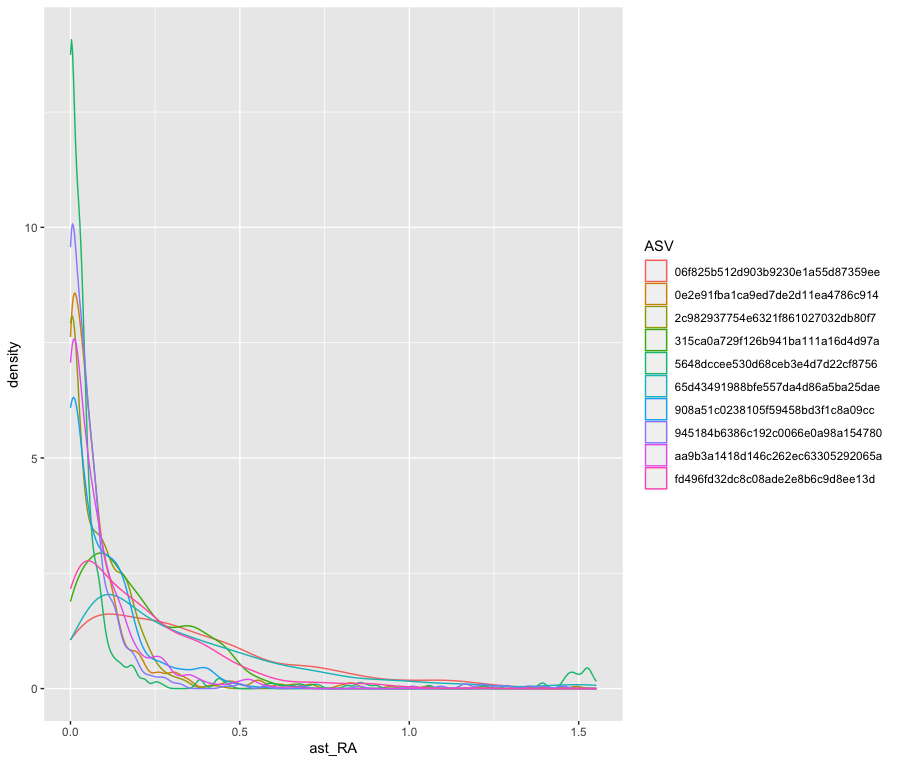 10
5
0
density
0.0
0.5
1.0
1.5
ast_RA
ASV
06f825b512d903b9230e1a55d87359ee
0e2e91fba1ca9ed7de2d11ea4786c914
2c982937754e6321f861027032db80f7
315ca0a729f126b941ba111a16d4d97a
5648dccee530d68ceb3e4d7d22cf8756
65d43491988bfe557da4d86a5ba25dae
908a51c0238105f59458bd3f1c8a09cc
945184b6386c192c0066e0a98a154780
aa9b3a1418d146c262ec63305292065a
fd496fd32dc8c08ade2e8b6c9d8ee13d